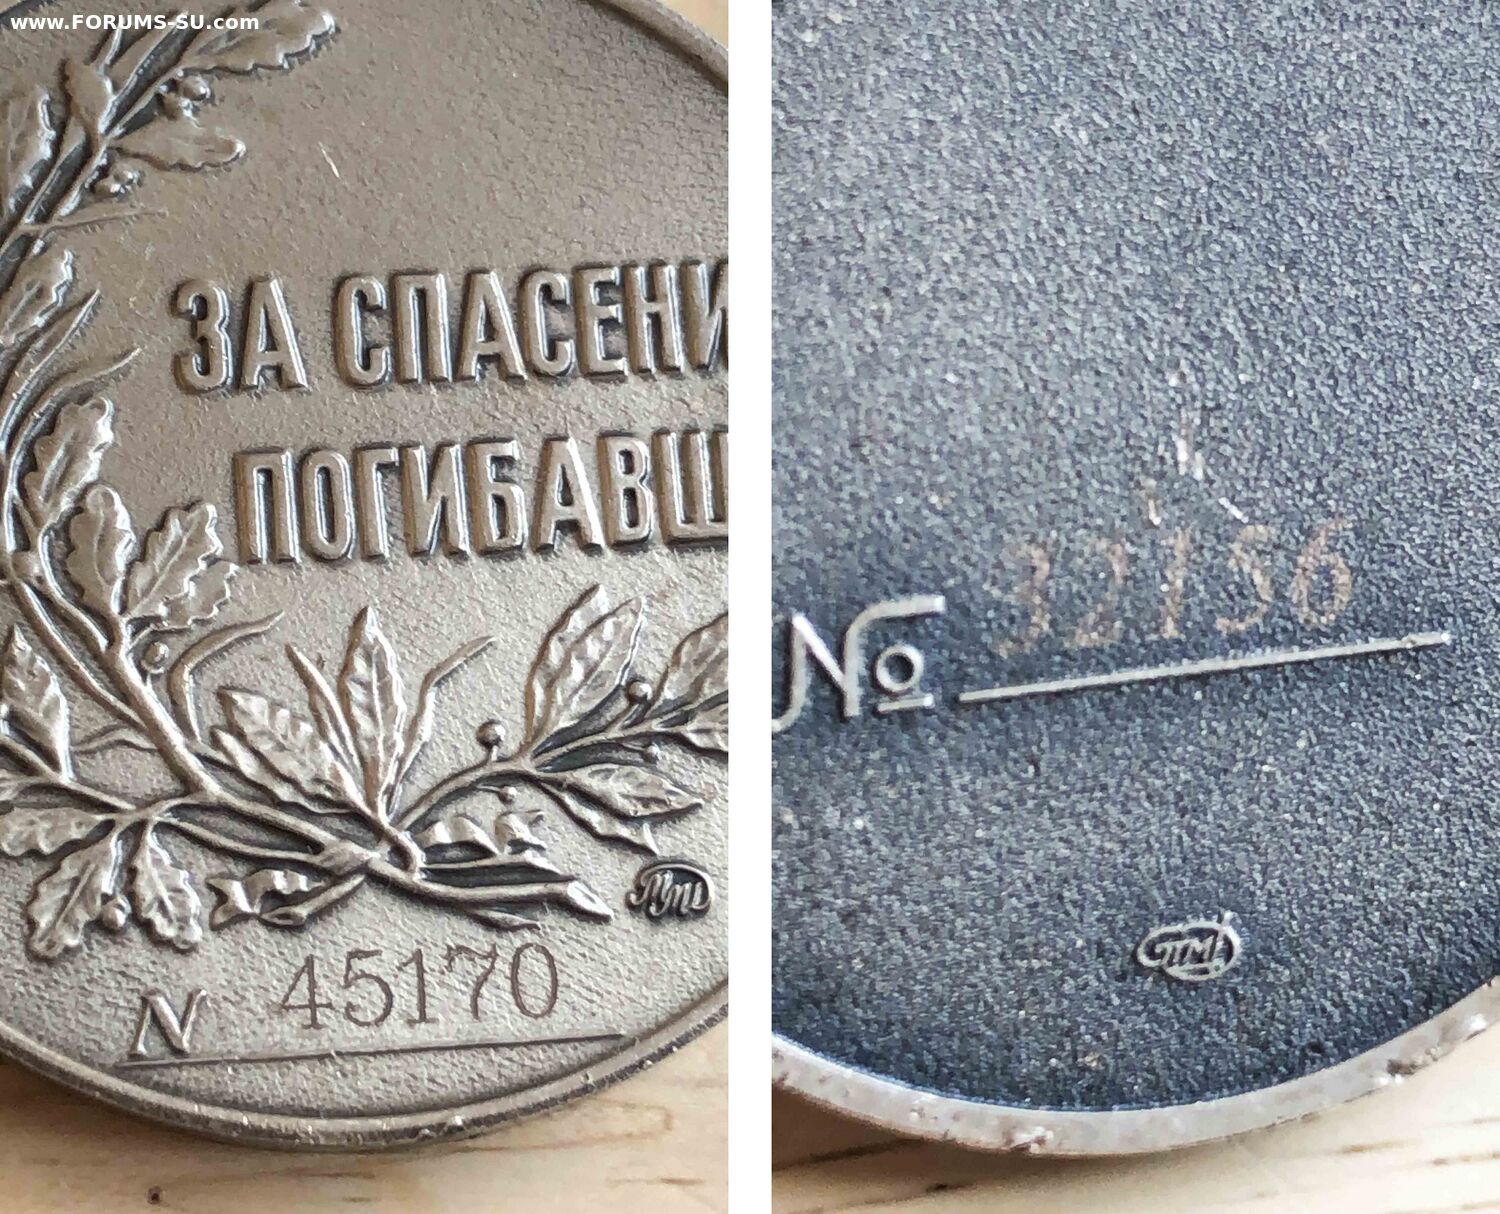 www.FORUMS-SU.com
ЗА СПАСЕНИ
ПОГИБАВШ
N 45170
№ 32156